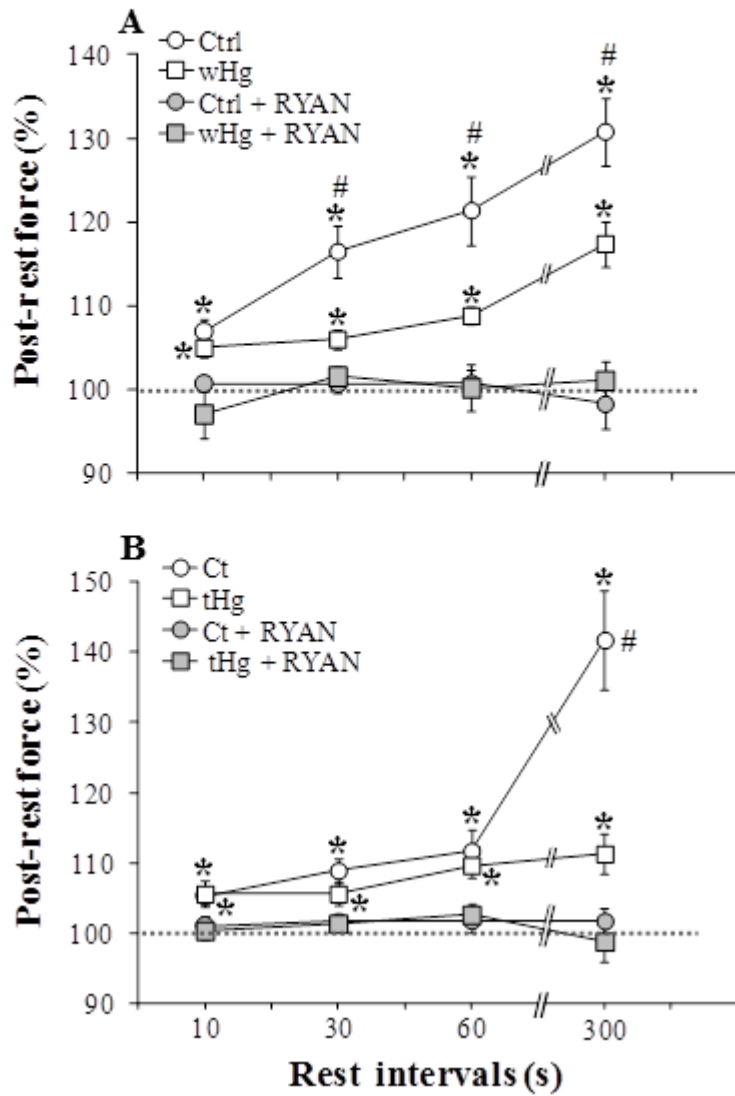 A
Ctrl
wHg
Ctrl + RYAN
wHg + RYAN
Post-rest force (%)
140
130
120
110
100
90
#
#
#
*
*
*
*
*
*
*
*
B
Ct
tHg
Ct + RYAN
tHg + RYAN
Post-rest force (%)
150
140
130
120
110
100
90
*
#
*
*
*
*
*
*
*
10
30
60
300
Rest intervals (s)